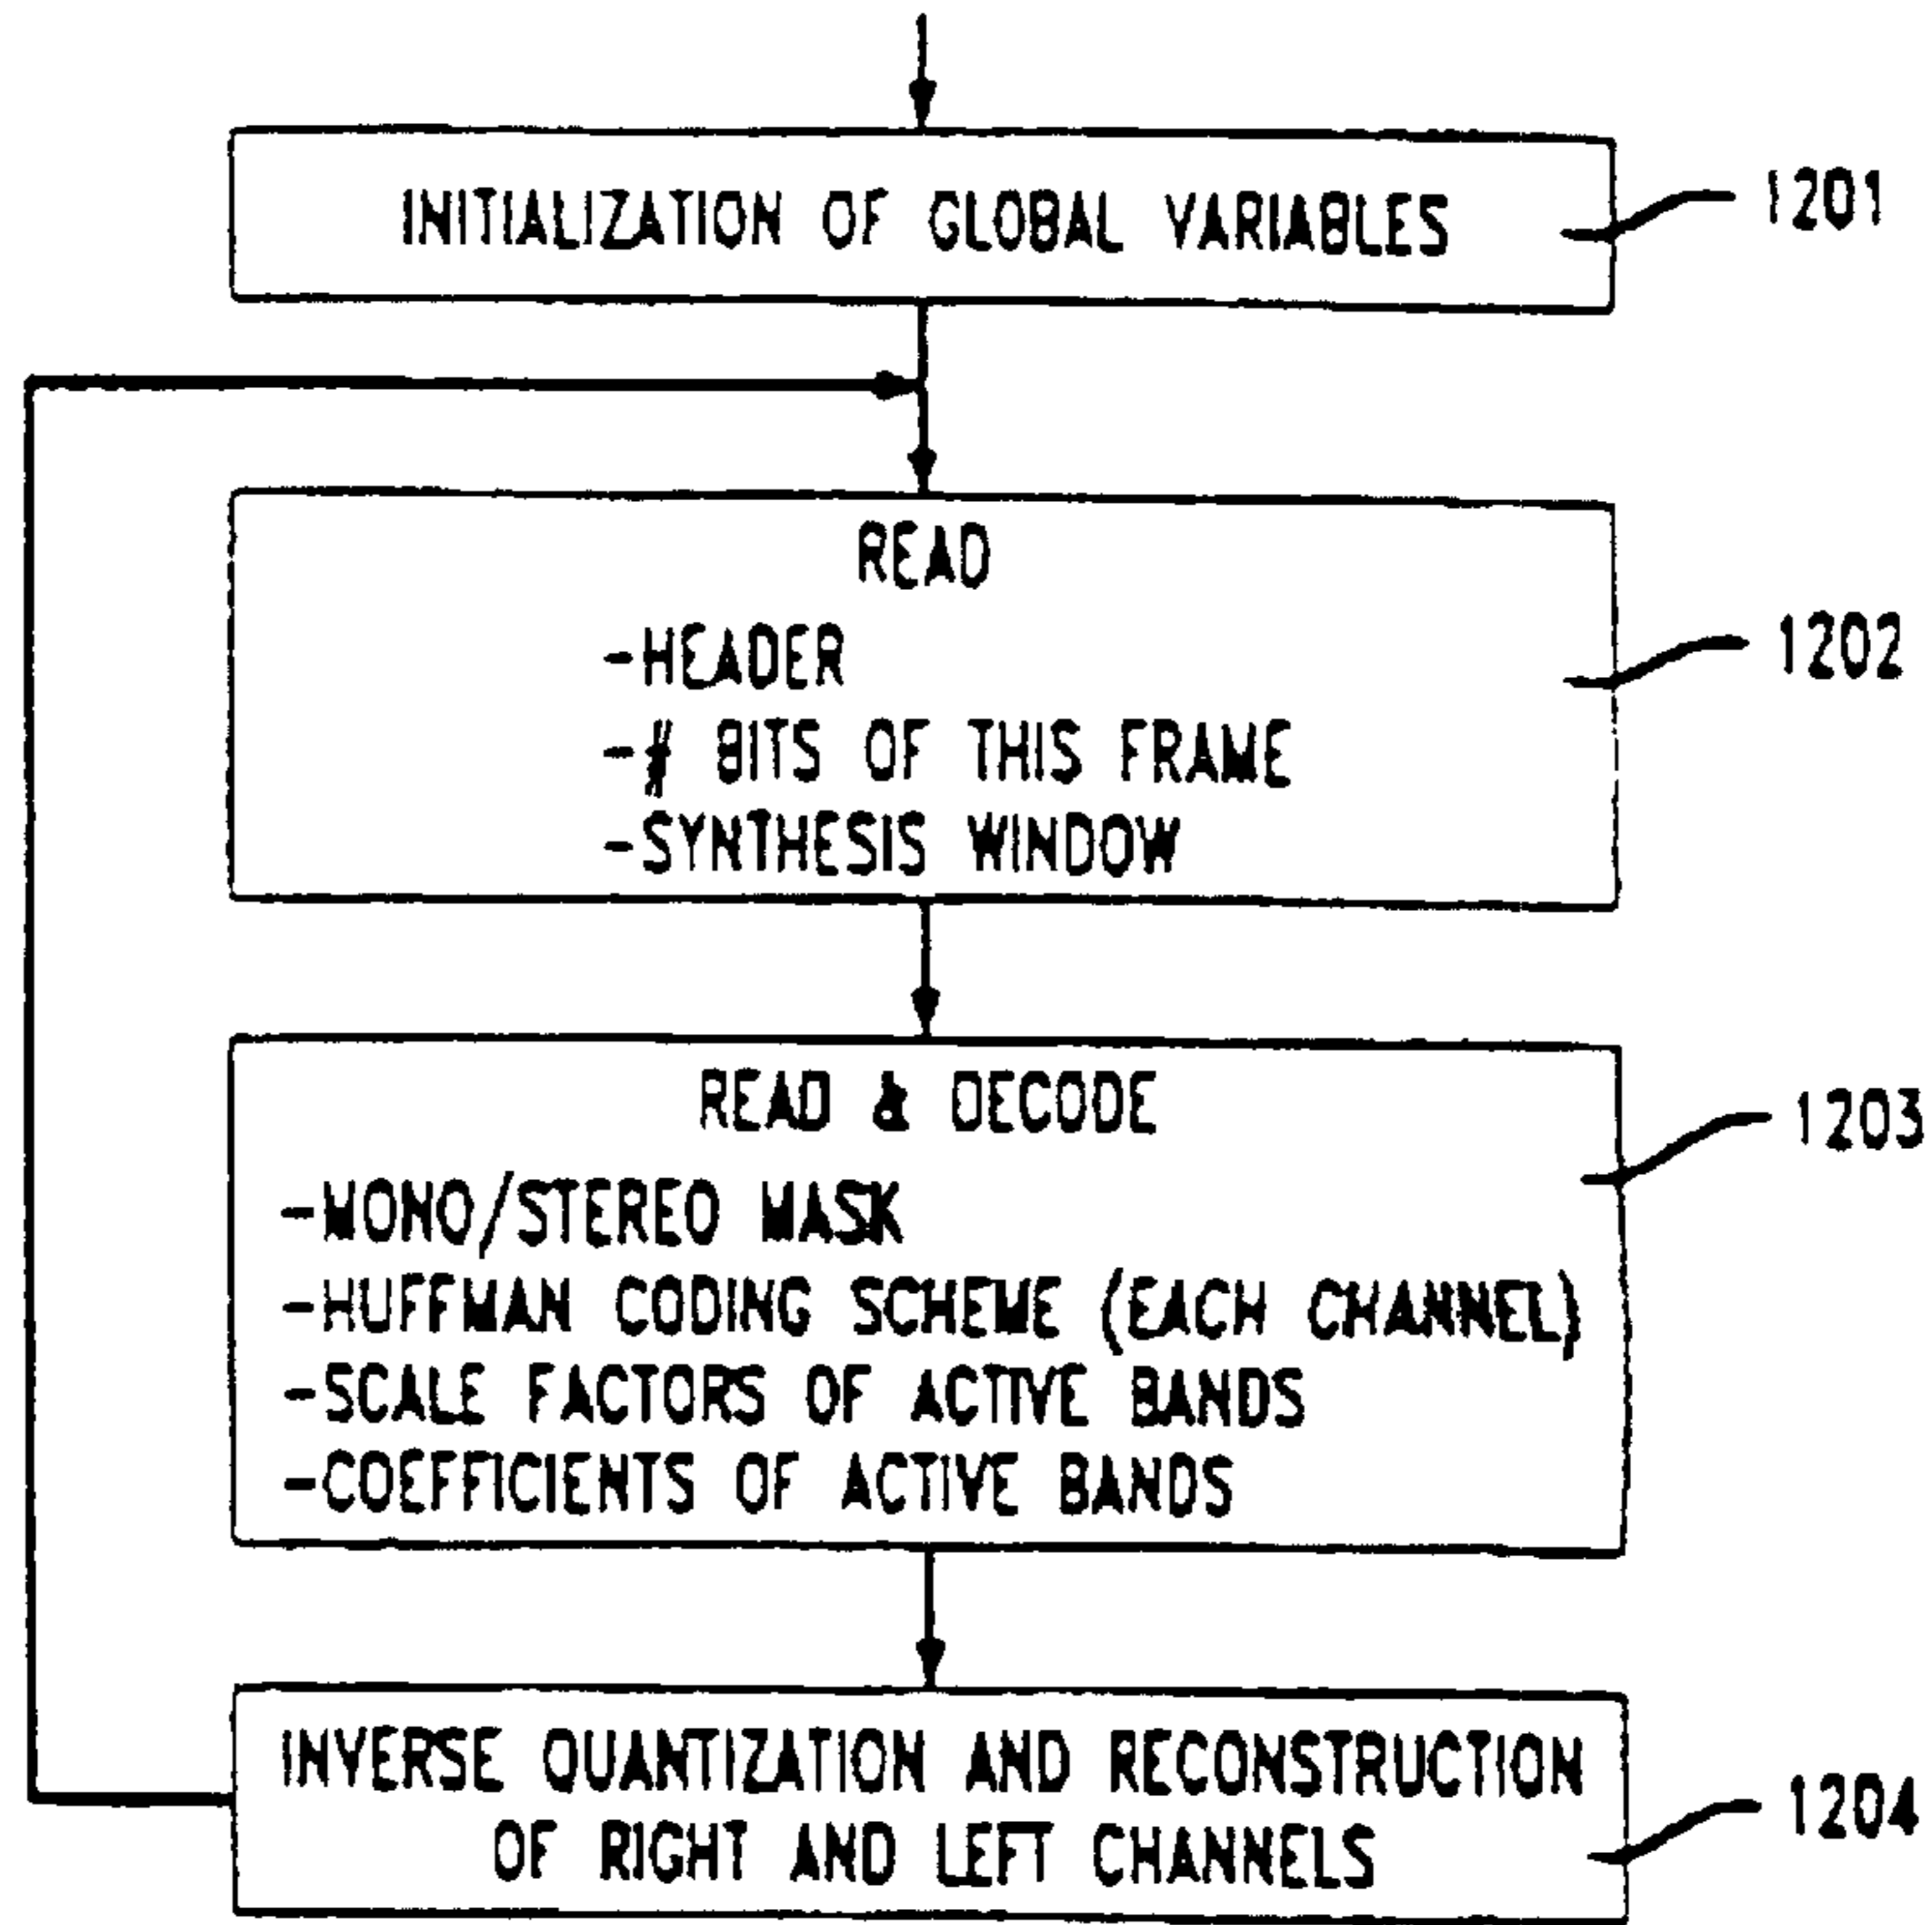 INITIALIZATION OF GLOBAL VARIABLES
1201
READ
-HEADER
-# BITS OF THIS FRAME
-SYNTHESIS WINDOW
1202
READ & DECODE
-MONO/STEREO MASK
-HUFFMAN CODING SCHEME (EACH CHANNEL)
-SCALE FACTORS OF ACTIVE BANDS
-COEFFICIENTS OF ACTIVE BANDS
1203
INVERSE QUANTIZATION AND RECONSTRUCTION
OF RIGHT AND LEFT CHANNELS
1204